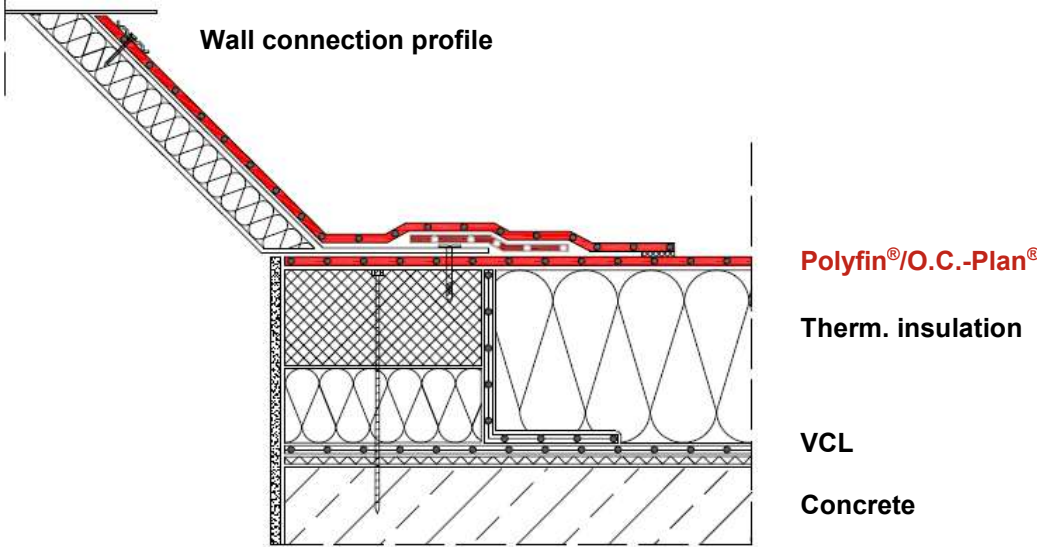 Wall connection profile
Polyfin®/O.C.-Plan®
Therm. insulation
VCL
Concrete